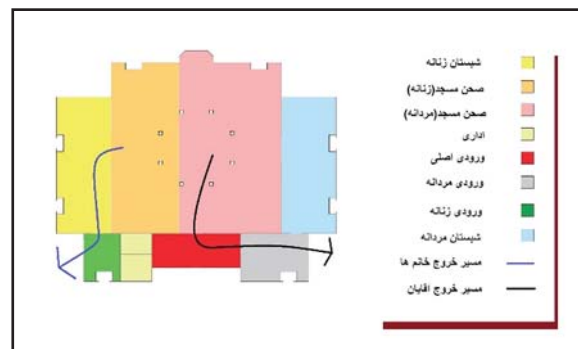 شبستان زنانه
صحن مسجد(زنانه)
صحن مسجد(مردانه)
اداری
ورودی اصلی
ورودی مردانه
ورودی زنانه
شبستان مردانه
مسیر خروج خانم ها
مسیر خروج اقایان